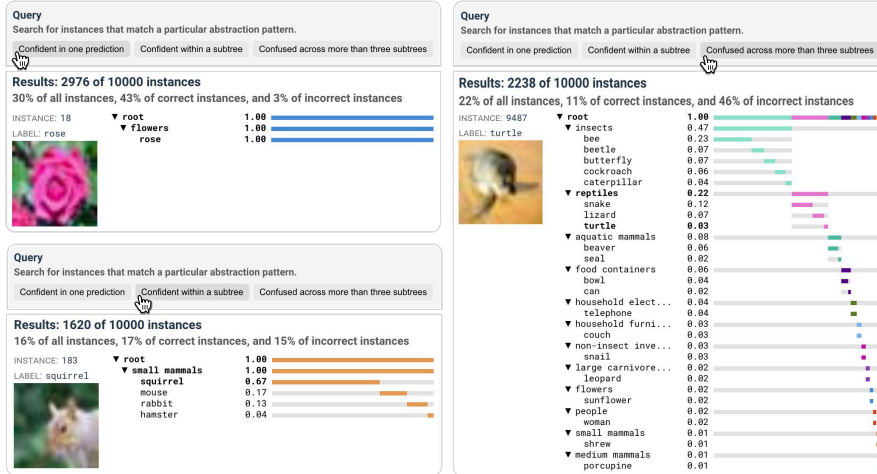 Query
Search for instances that match a particular abstraction pattern.
Confident in one prediction Confident within a subtree Confused across more than three subtrees
Results: 2976 of 10000 instances
30% of all instances, 43% of correct instances, and 3% of incorrect instances
INSTANCE: 18
LABEL: rose
▼ root 1.00
▼ flowers 1.00
rose 1.00
Query
Search for instances that match a particular abstraction pattern.
Confident in one prediction Confident within a subtree Confused across more than three subtrees
Results: 1620 of 10000 instances
16% of all instances, 17% of correct instances, and 15% of incorrect instances
INSTANCE: 183
LABEL: squirrel
▼ root 1.00
▼ small mammals 1.00
squirrel 0.67
mouse 0.17
rabbit 0.13
hamster 0.04
Query
Search for instances that match a particular abstraction pattern.
Confident in one prediction Confident within a subtree Confused across more than three subtrees
Results: 2238 of 10000 instances
22% of all instances, 11% of correct instances, and 46% of incorrect instances
INSTANCE: 9487
LABEL: turtle
▼ root 1.00
▼ insects 0.47
bee 0.23
beetle 0.07
butterfly 0.07
cockroach 0.06
caterpillar 0.04
▼ reptiles 0.22
snake 0.12
lizard 0.07
turtle 0.03
▼ aquatic mammals 0.08
beaver 0.06
seal 0.02
▼ food containers 0.06
bowl 0.04
can 0.02
▼ household elect... 0.04
telephone 0.04
▼ household furni... 0.03
couch 0.03
▼ non-insect inve... 0.03
snail 0.03
▼ large carnivore... 0.02
leopard 0.02
▼ flowers 0.02
sunflower 0.02
▼ people 0.02
woman 0.02
▼ small mammals 0.01
shrew 0.01
▼ medium mammals 0.01
porcupine 0.01